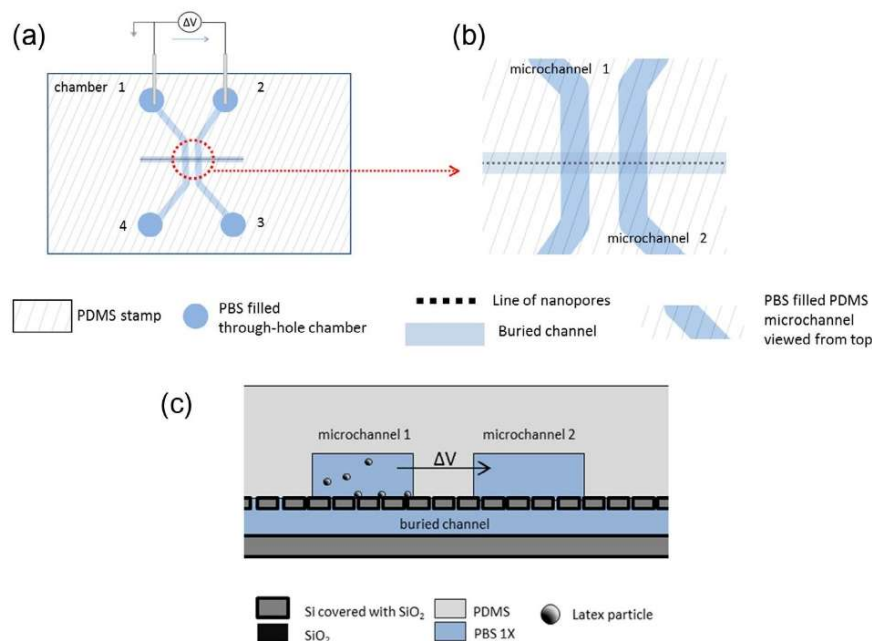 (a)
ΔV
chamber 1 2
4 3
(b)
microchannel 1
microchannel 2
PDMS stamp
PBS filled
through-hole chamber
Line of nanopores
Buried channel
PBS filled PDMS
microchannel
viewed from top
(c)
microchannel 1 microchannel 2
ΔV
buried channel
Si covered with SiO₂
SiO₂
PDMS
PBS 1X
Latex particle